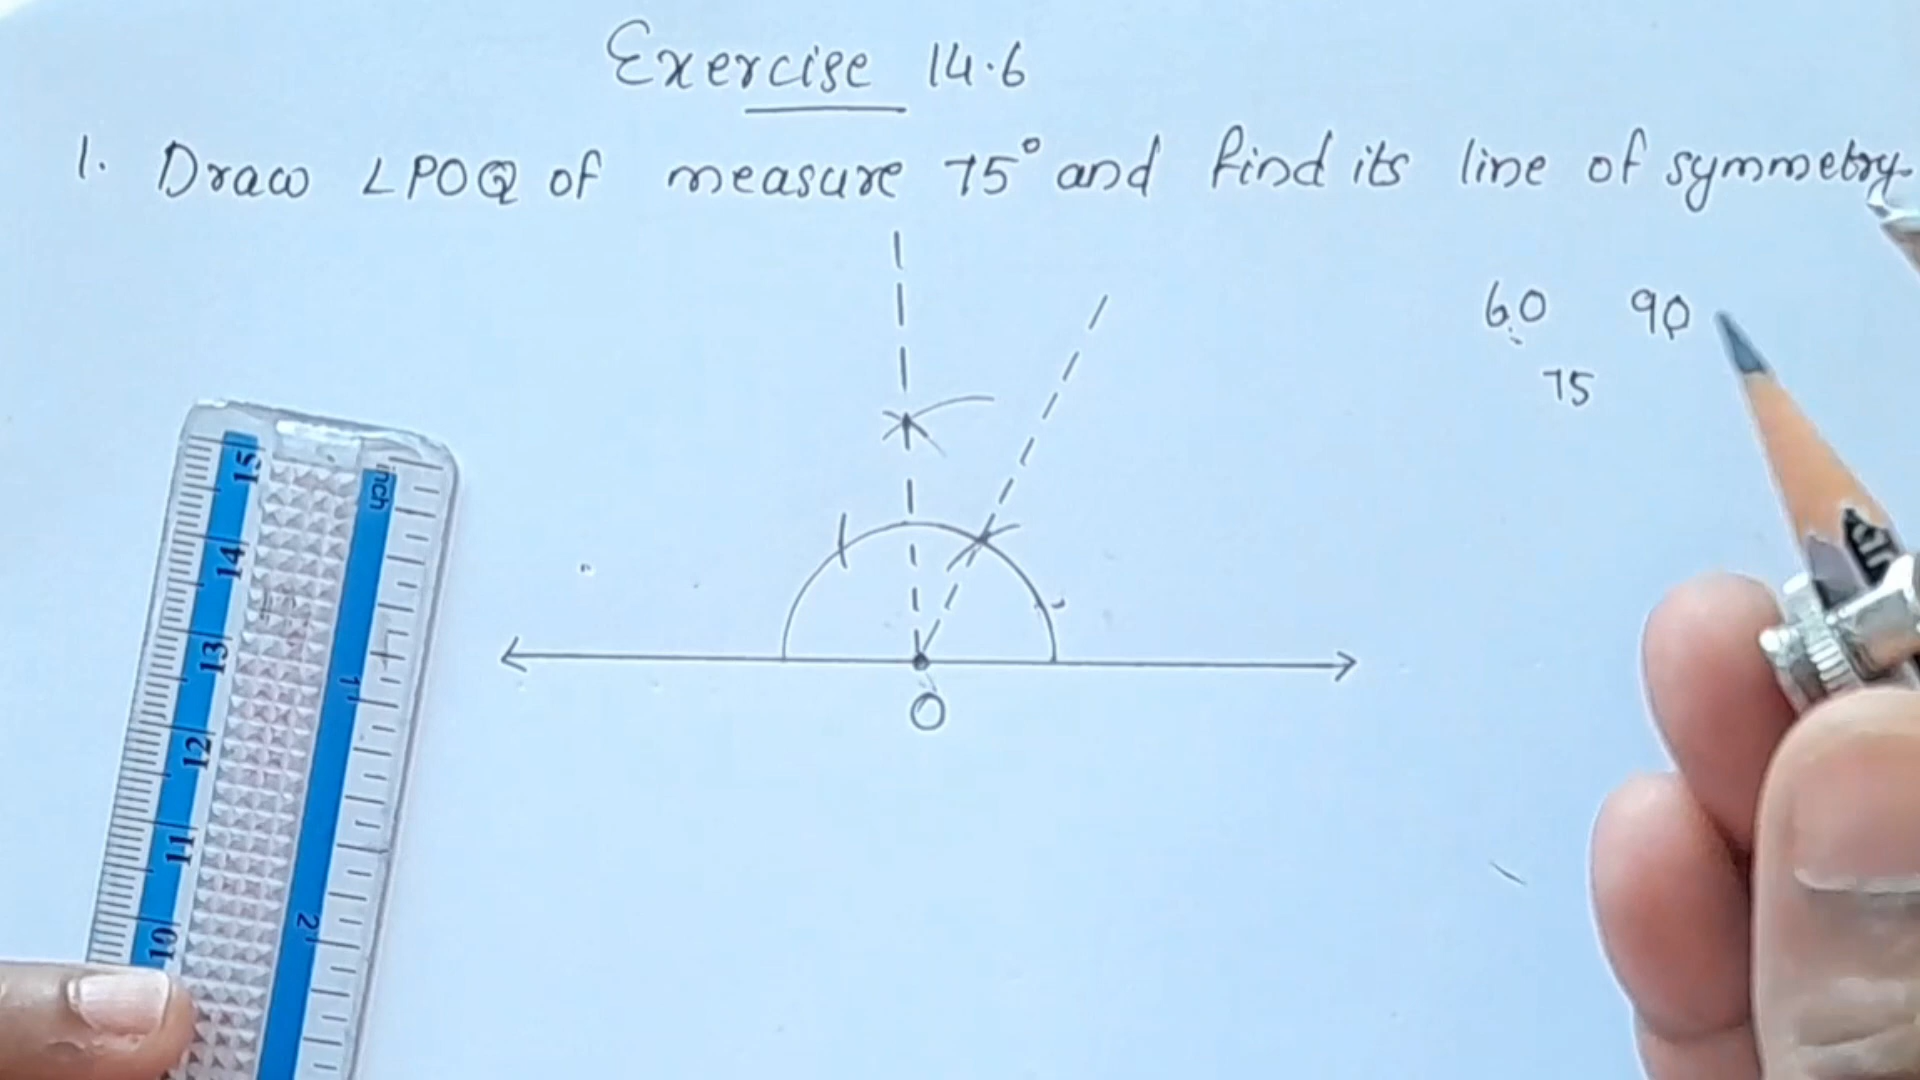 Exercise 14.6
1. Draw ∠POQ of measure 75° and find its line of symmetry.
60 90
75
O
15
14
13
12
11
10
inch
1
2